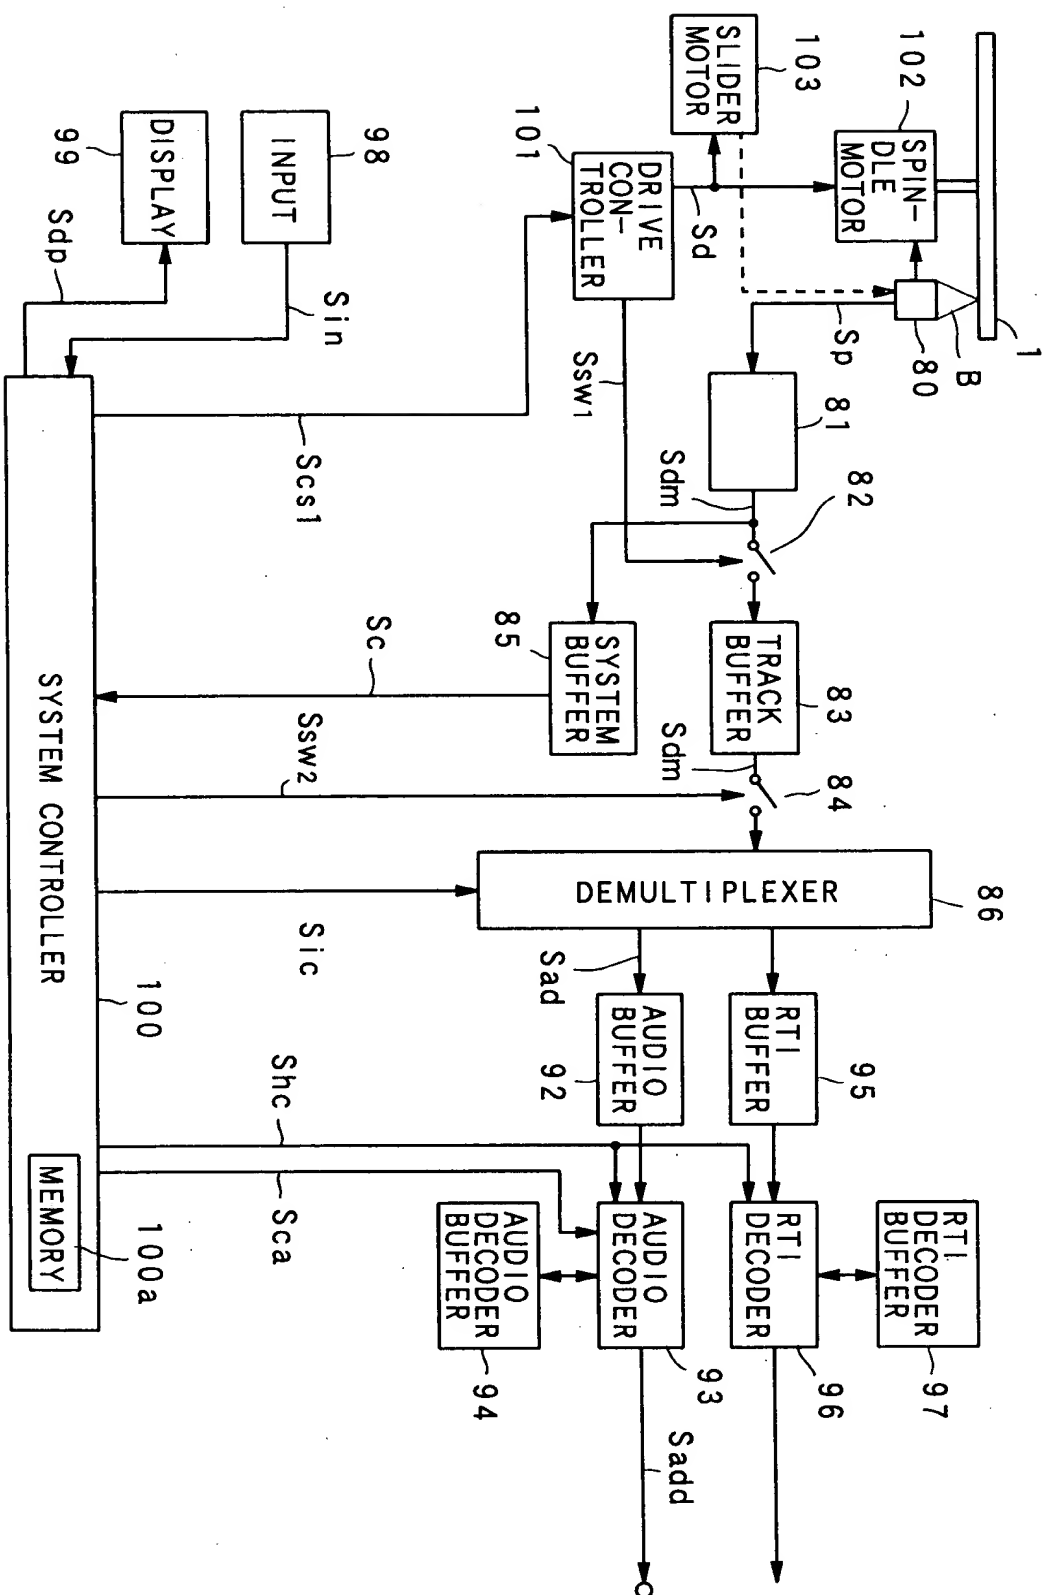 1
102
SPIN-
DLE
MOTOR
B
80
103
SLIDER
MOTOR
Sd
Sp
81
82
Sdm
101
DRIVE
CON-
TROLLER
Ssw1
TRACK
BUFFER
83
84
Sdm
85
SYSTEM
BUFFER
DEMULTIPLEXER
86
Sad
RTI
BUFFER
95
AUDIO
BUFFER
92
RTI
DECODER
96
RTI
DECODER
BUFFER
97
AUDIO
DECODER
93
AUDIO
DECODER
BUFFER
94
Sadd
98
INPUT
99
DISPLAY
Sdp
Sin
Scs1
Sc
Ssw2
Sic
Shc
Sca
SYSTEM CONTROLLER
100
MEMORY
100a